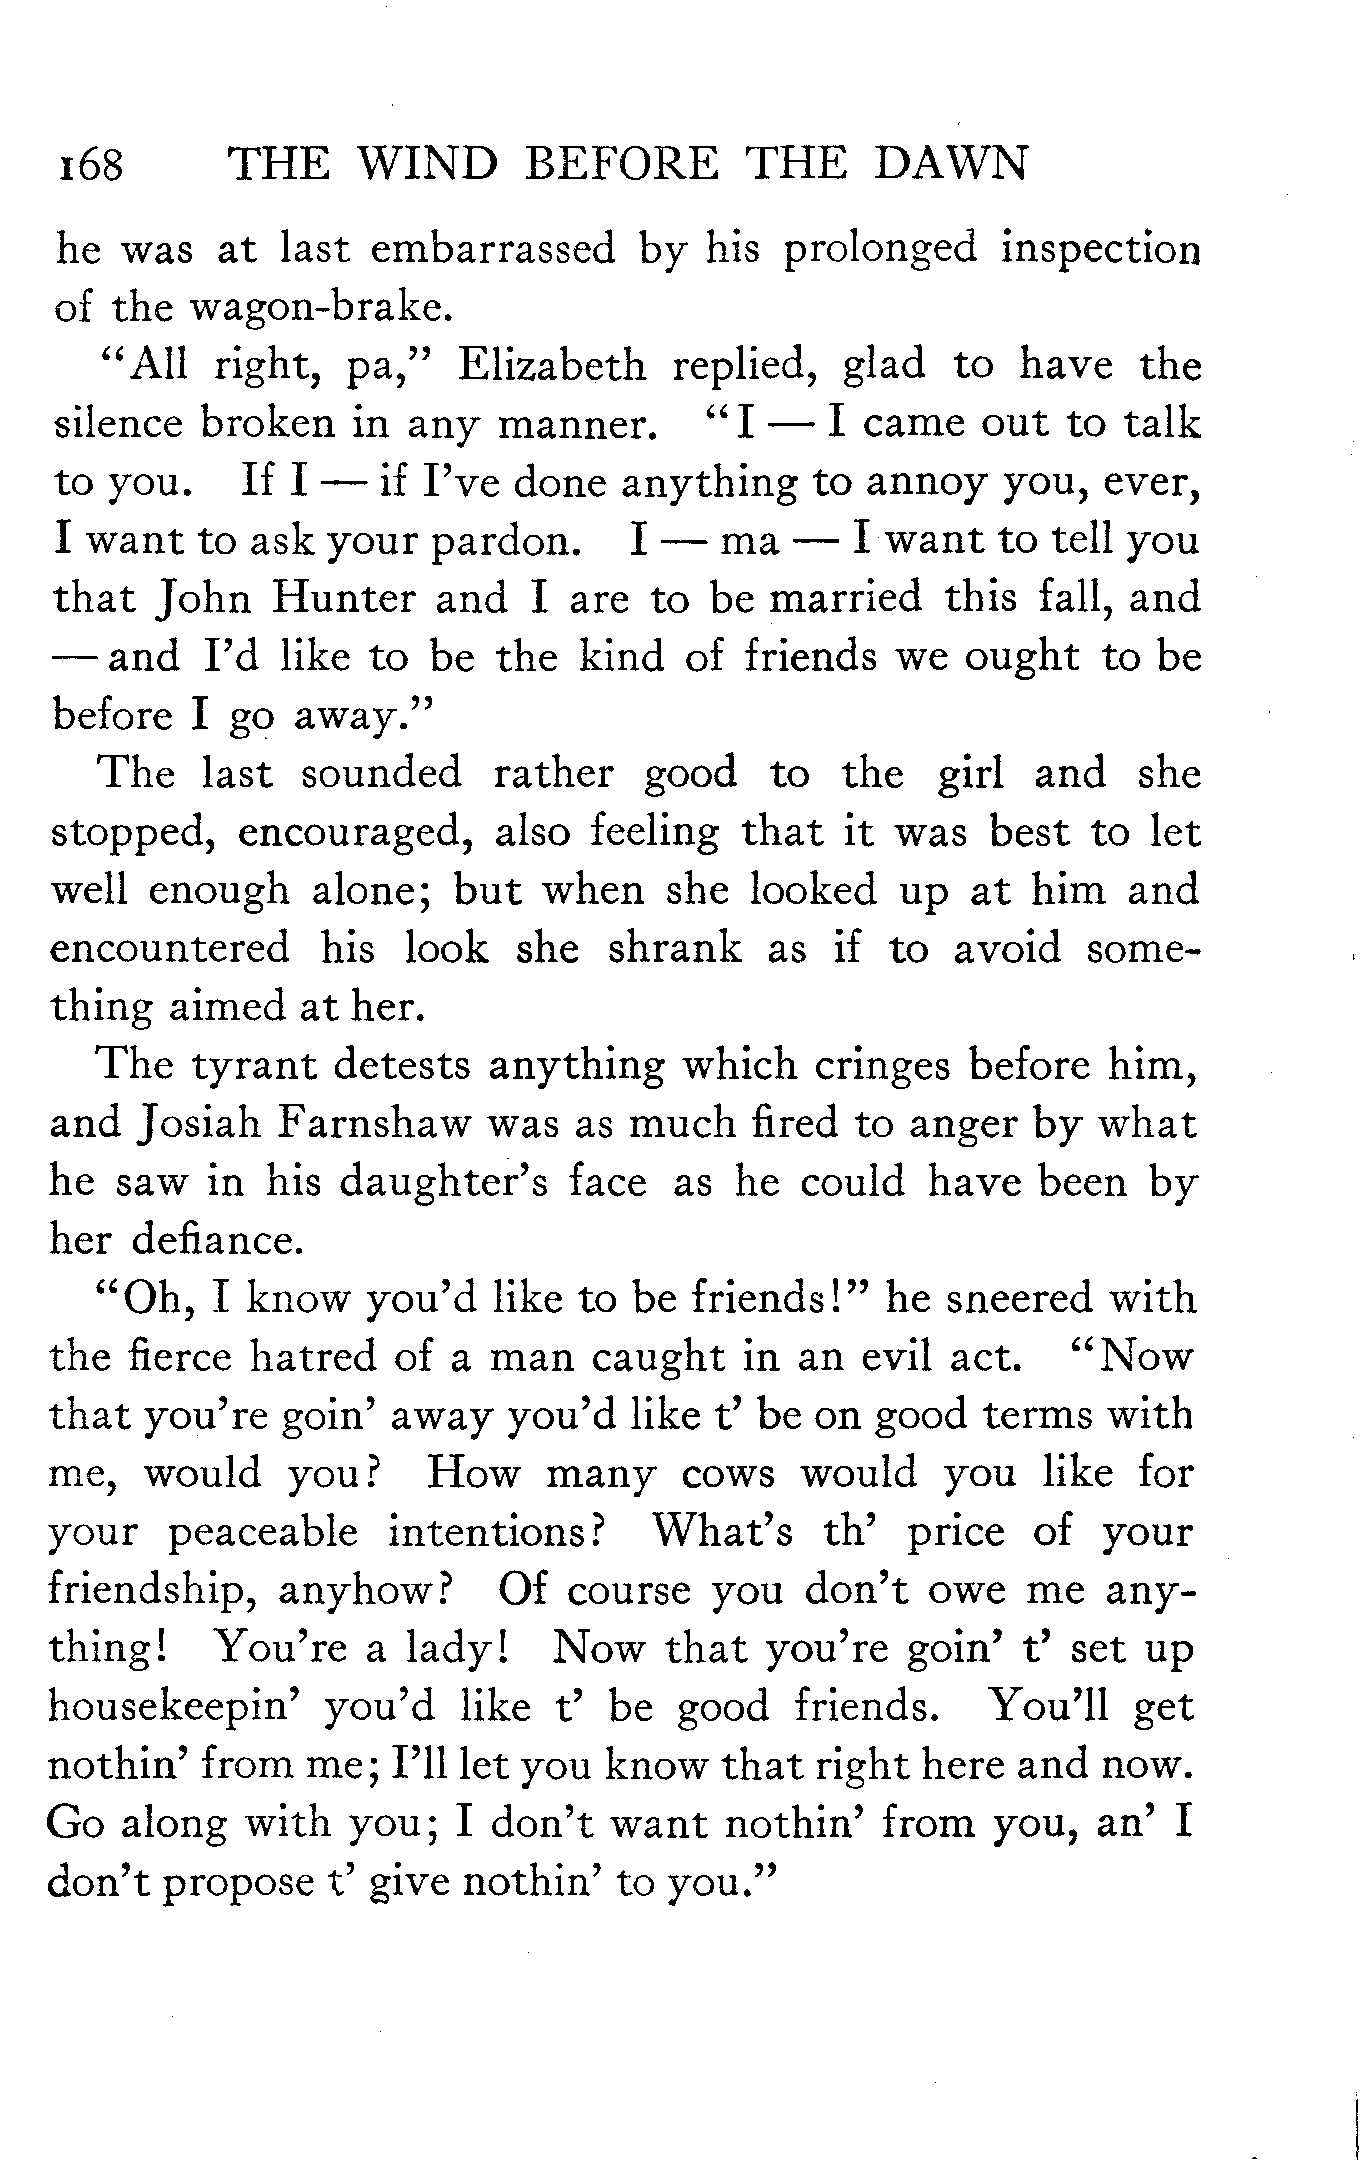 168 THE WIND BEFORE THE DAWN
he was at last embarrassed by his prolonged inspection
of the wagon-brake.
“All right, pa,” Elizabeth replied, glad to have the
silence broken in any manner. “I — I came out to talk
to you. If I — if I’ve done anything to annoy you, ever,
I want to ask your pardon. I — ma — I want to tell you
that John Hunter and I are to be married this fall, and
— and I’d like to be the kind of friends we ought to be
before I go away.”
The last sounded rather good to the girl and she
stopped, encouraged, also feeling that it was best to let
well enough alone; but when she looked up at him and
encountered his look she shrank as if to avoid some-
thing aimed at her.
The tyrant detests anything which cringes before him,
and Josiah Farnshaw was as much fired to anger by what
he saw in his daughter’s face as he could have been by
her defiance.
“Oh, I know you’d like to be friends!” he sneered with
the fierce hatred of a man caught in an evil act. “Now
that you’re goin’ away you’d like t’ be on good terms with
me, would you? How many cows would you like for
your peaceable intentions? What’s th’ price of your
friendship, anyhow? Of course you don’t owe me any-
thing! You’re a lady! Now that you’re goin’ t’ set up
housekeepin’ you’d like t’ be good friends. You’ll get
nothin’ from me; I’ll let you know that right here and now.
Go along with you; I don’t want nothin’ from you, an’ I
don’t propose t’ give nothin’ to you.”